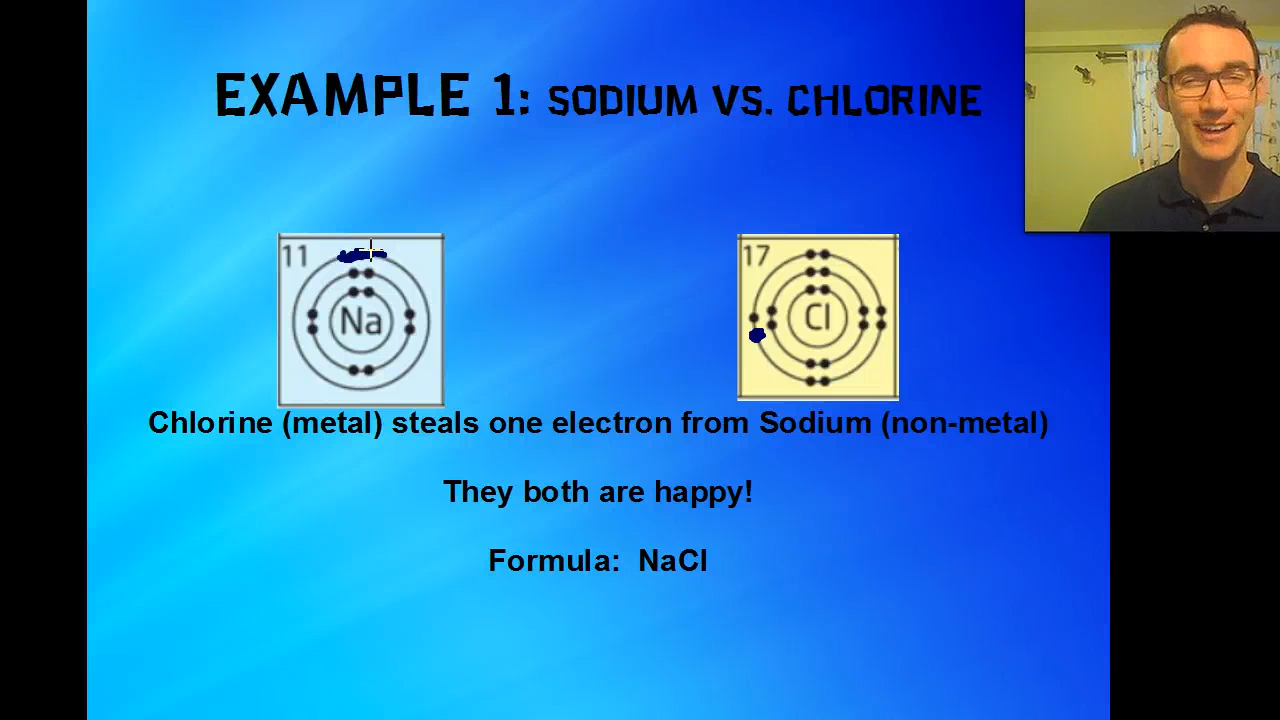 EXAMPLE 1: SODIUM VS. CHLORINE
11
Na
17
Cl
Chlorine (metal) steals one electron from Sodium (non-metal)
They both are happy!
Formula: NaCl